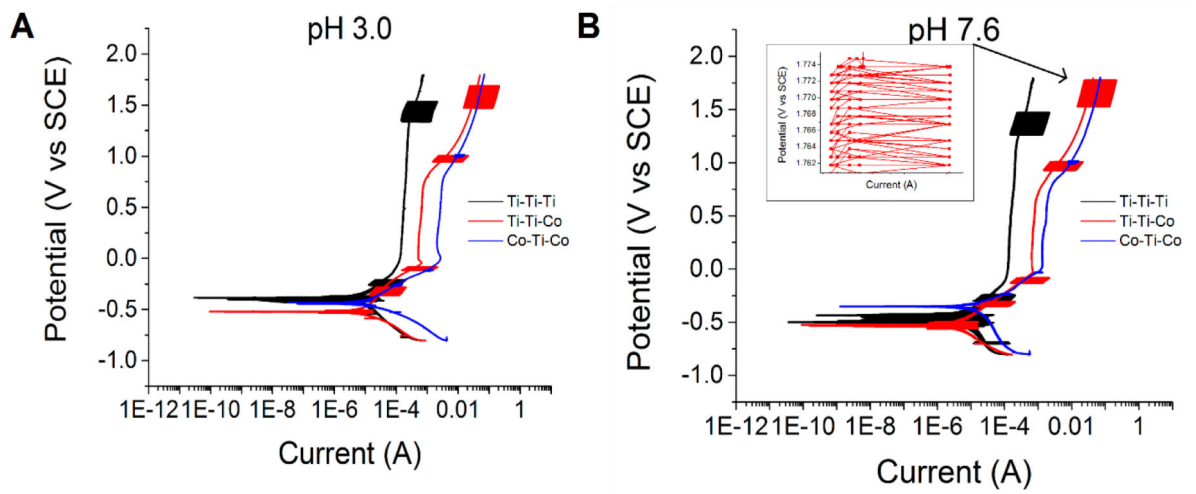 A
pH 3.0
2.0
1.5
1.0
0.5
0.0
-0.5
-1.0
Potential (V vs SCE)
Ti-Ti-Ti
Ti-Ti-Co
Co-Ti-Co
1E-12 1E-10 1E-8 1E-6 1E-4 0.01 1
Current (A)
B
pH 7.6
2.0
1.5
1.0
0.5
0.0
-0.5
-1.0
Potential (V vs SCE)
1.774
1.772
1.770
1.768
1.766
1.764
1.762
Potential (V vs SCE)
Current (A)
Ti-Ti-Ti
Ti-Ti-Co
Co-Ti-Co
1E-12 1E-10 1E-8 1E-6 1E-4 0.01 1
Current (A)